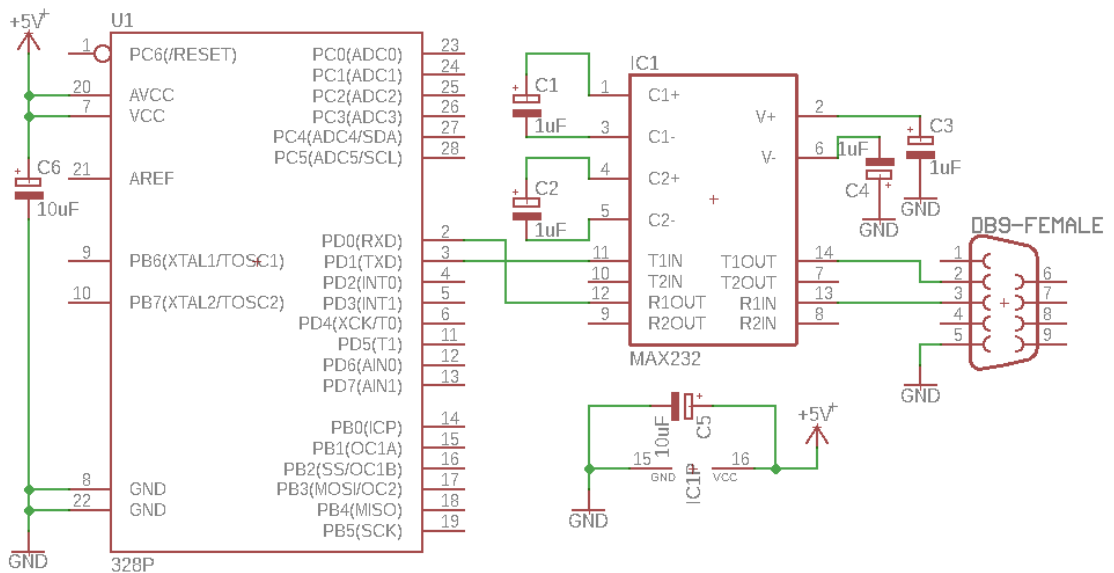 +5V
U1
1 PC6(/RESET)
20 AVCC
7 VCC
21 AREF
C6
10uF
9 PB6(XTAL1/TOSC1)
10 PB7(XTAL2/TOSC2)
8 GND
22 GND
GND
328P
PC0(ADC0) 23
PC1(ADC1) 24
PC2(ADC2) 25
PC3(ADC3) 26
PC4(ADC4/SDA) 27
PC5(ADC5/SCL) 28
PD0(RXD) 2
PD1(TXD) 3
PD2(INT0) 4
PD3(INT1) 5
PD4(XCK/T0) 6
PD5(T1) 11
PD6(AIN0) 12
PD7(AIN1) 13
PB0(ICP) 14
PB1(OC1A) 15
PB2(SS/OC1B) 16
PB3(MOSI/OC2) 17
PB4(MISO) 18
PB5(SCK) 19
C1
1uF
C2
1uF
IC1
1 C1+
3 C1-
4 C2+
5 C2-
11 T1IN
10 T2IN
12 R1OUT
9 R2OUT
V+ 2
V- 6
T1OUT 14
T2OUT 7
R1IN 13
R2IN 8
MAX232
C3
1uF
GND
1uF
C4
GND
DB9-FEMALE
1
2
3
4
5
6
7
8
9
GND
10uF
C5
+5V
15 GND
IC1P
VCC 16
GND